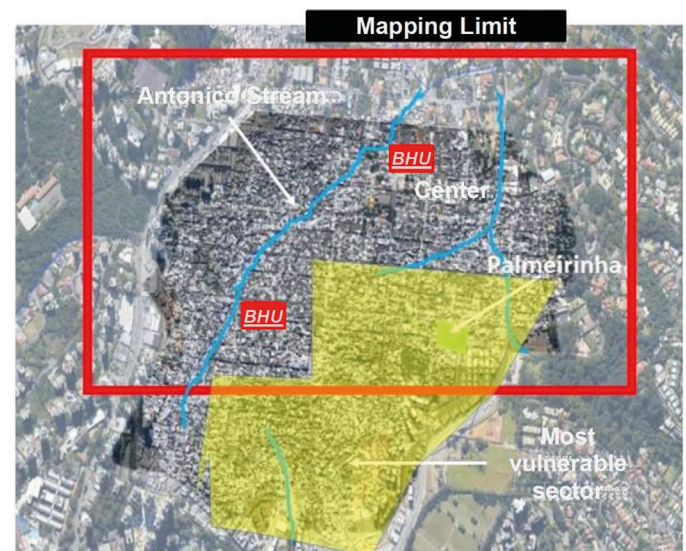 Mapping Limit
Antonico Stream
BHU
Center
Palmeirinha
BHU
Most
vulnerable
sector